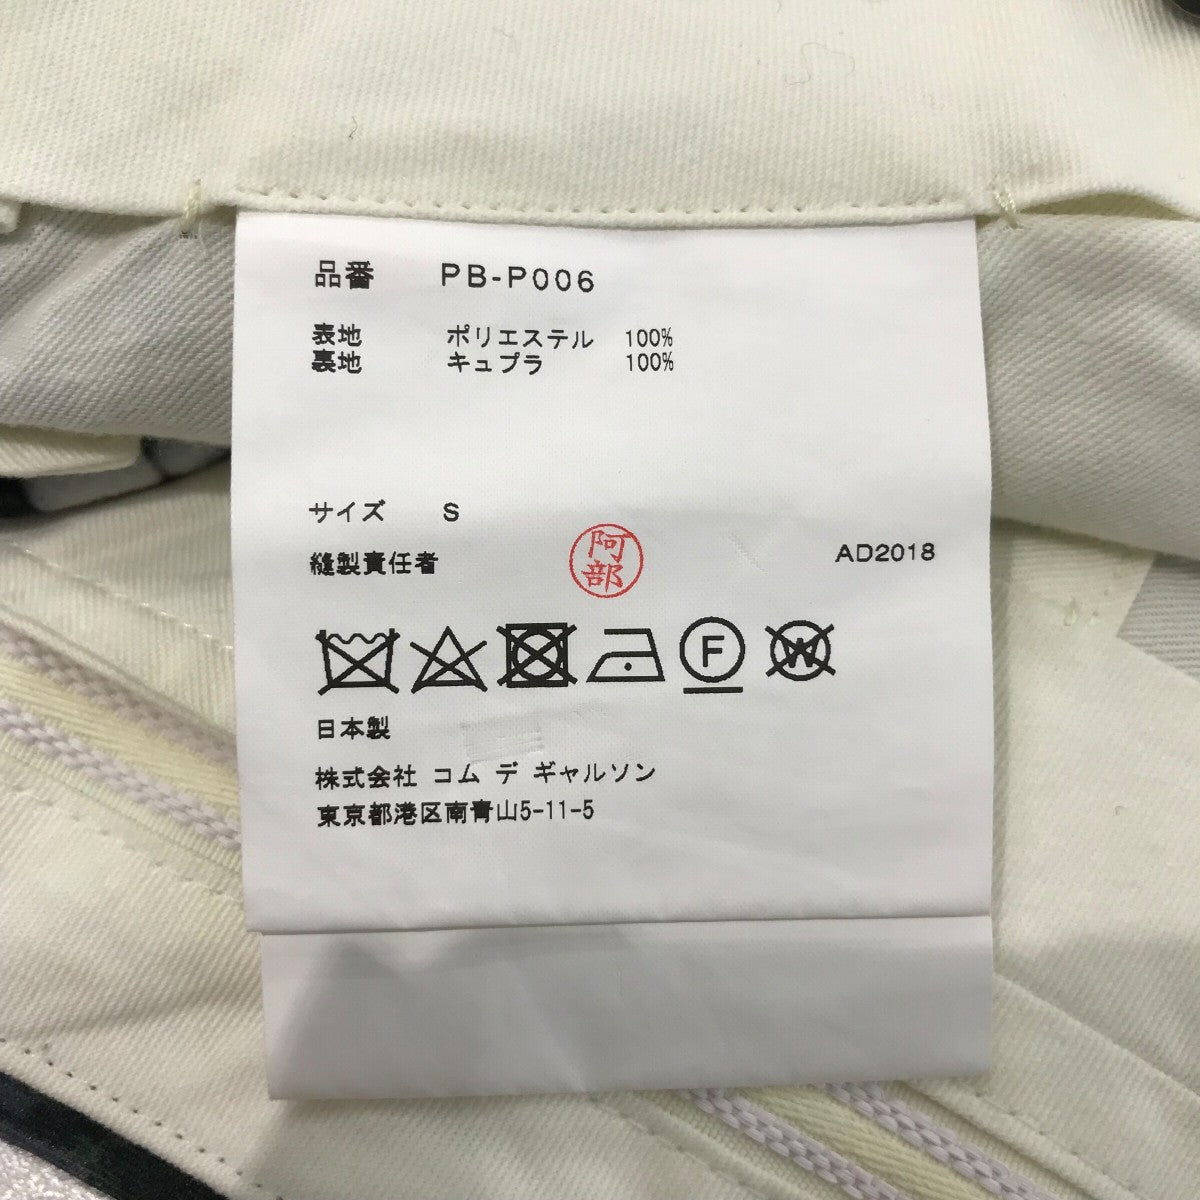 品番 PB-P006
表地 ポリエステル 100%
裏地 キュプラ 100%
サイズ S
縫製責任者 阿部 AD2018
F W
日本製
株式会社 コム デ ギャルソン
東京都港区南青山5-11-5